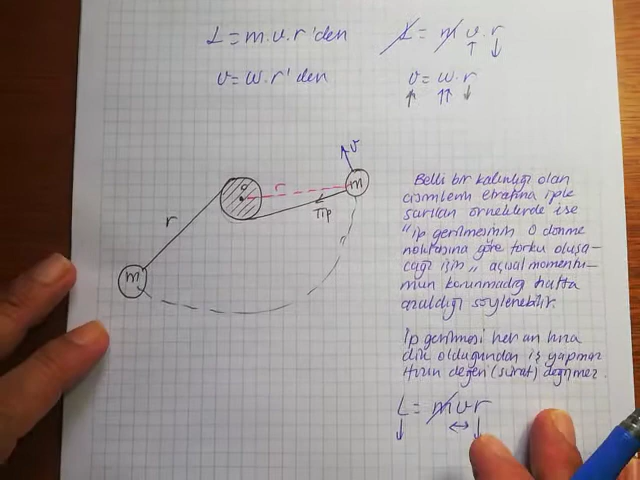 L = m.v.r'den
L = m v.r
v = w.r'den
v = w.r
v
r
o
m
r
Tip
m
Belli bir kalınlığı olan
cisimlerin etrafına iple
sarılan örneklerde ise
"ip gerilmesinin O dönme
noktasına göre torku oluşa-
cağı için" açısal momentu-
mun korunmadığı hatta
azaldığı söylenebilir.
İp gerilmesi her an hıza
dik olduğundan iş yapmaz
Hızın değeri (sürat) değişmez.
L = m v r